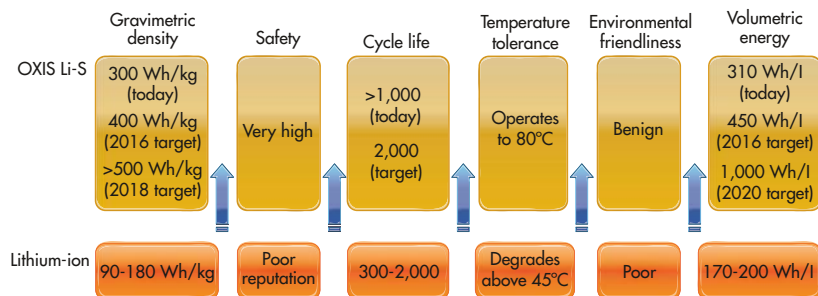 Gravimetric
density
Safety
Cycle life
Temperature
tolerance
Environmental
friendliness
Volumetric
energy
OXIS Li-S
300 Wh/kg
(today)
400 Wh/kg
(2016 target)
>500 Wh/kg
(2018 target)
Very high
>1,000
(today)
2,000
(target)
Operates
to 80ºC
Benign
310 Wh/l
(today)
450 Wh/l
(2016 target)
1,000 Wh/l
(2020 target)
Lithium-ion
90-180 Wh/kg
Poor
reputation
300-2,000
Degrades
above 45ºC
Poor
170-200 Wh/l